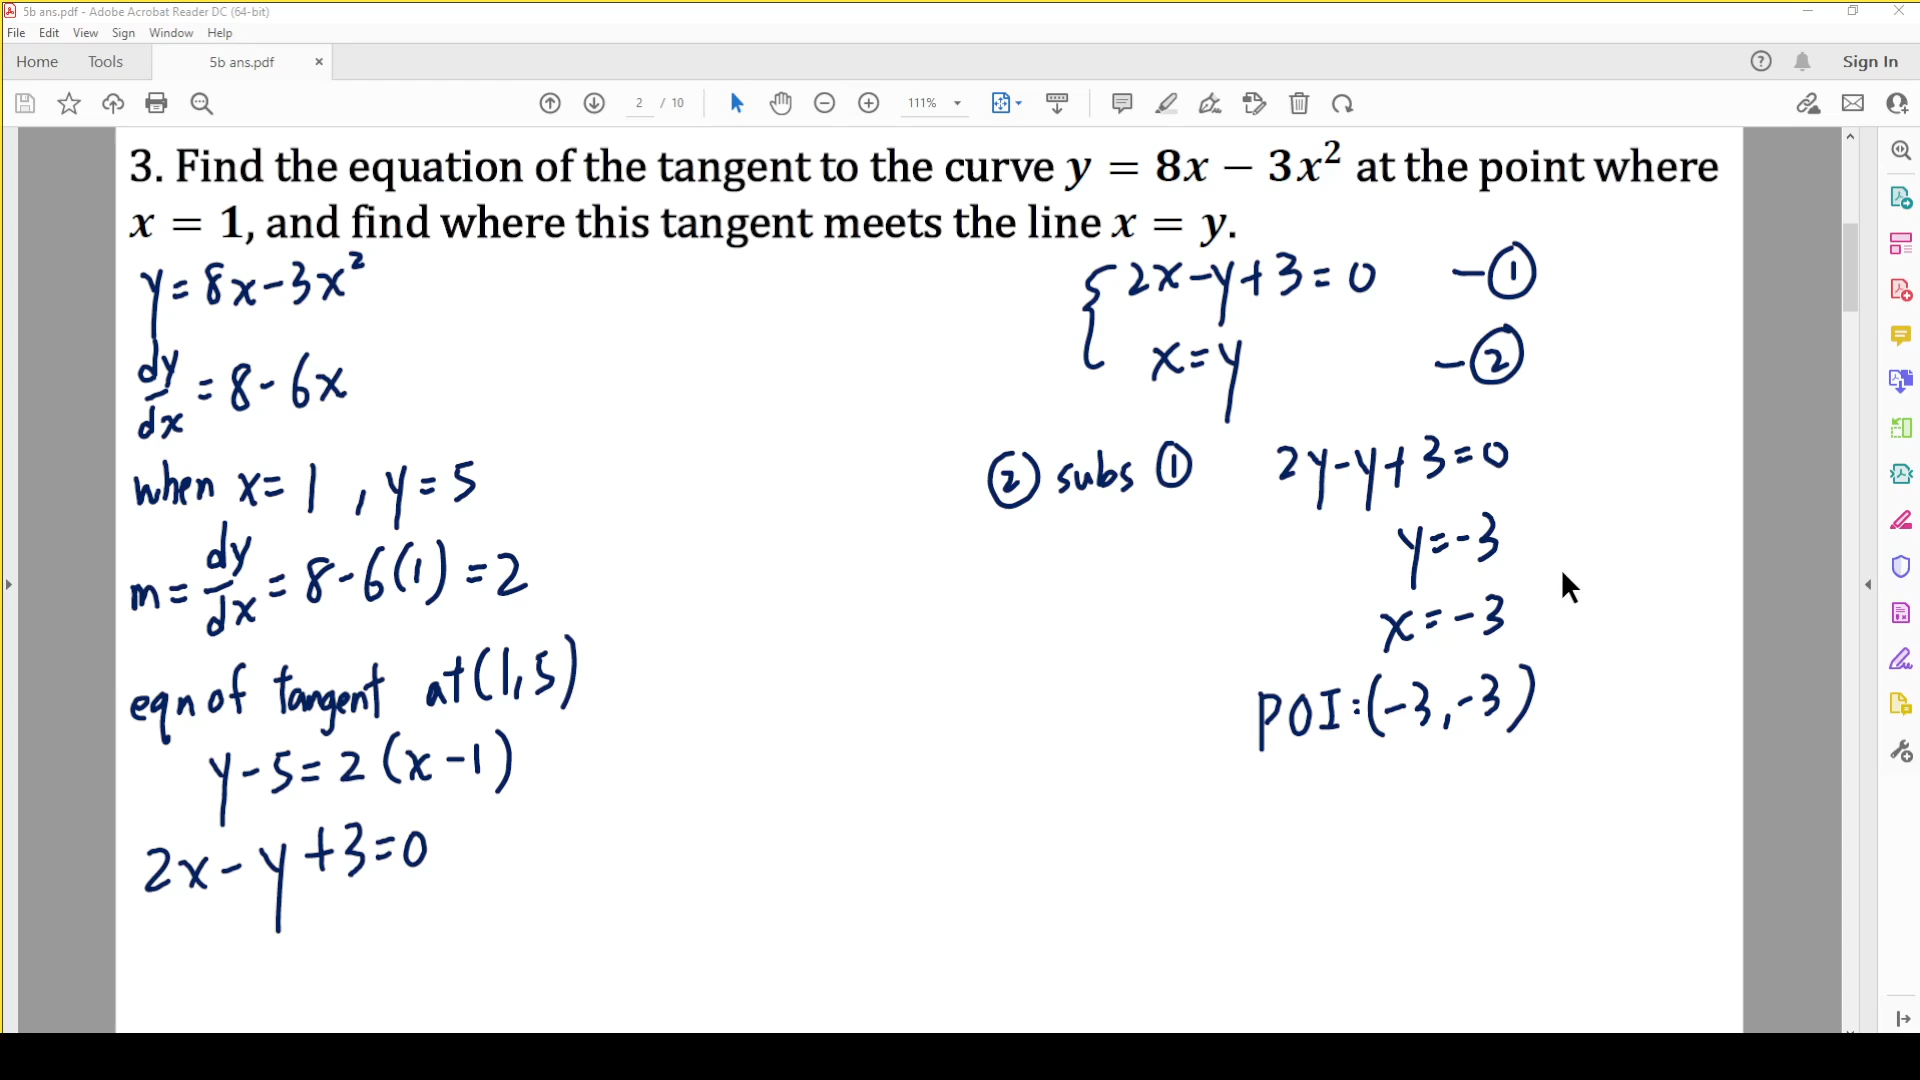 5b ans.pdf - Adobe Acrobat Reader DC (64-bit)
File Edit View Sign Window Help
Home Tools 5b ans.pdf × Sign In
2 / 10 111%
3. Find the equation of the tangent to the curve y = 8x − 3x² at the point where
x = 1, and find where this tangent meets the line x = y.
y = 8x - 3x²
dy/dx = 8 - 6x
when x = 1 , y = 5
m = dy/dx = 8 - 6(1) = 2
eqn of tangent at (1,5)
y - 5 = 2 (x - 1)
2x - y + 3 = 0
{ 2x - y + 3 = 0 - ①
x = y - ②
② subs ① 2y - y + 3 = 0
y = -3
x = -3
POI : (-3, -3)